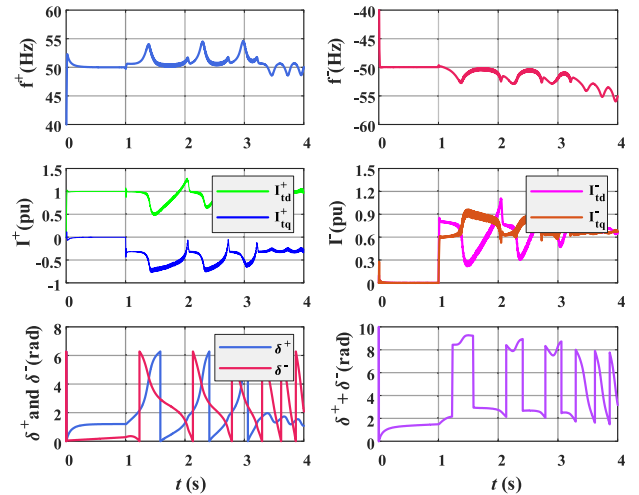 60
50
40
f⁺(Hz)
0 1 2 3 4
-40
-50
-60
f⁻(Hz)
0 1 2 3 4
1.5
1
0.5
0
-0.5
-1
I⁺(pu)
I⁺td
I⁺tq
0 1 2 3 4
1.5
1.2
0.9
0.6
0.3
0
I⁻(pu)
I⁻td
I⁻tq
0 1 2 3 4
8
6
4
2
0
δ⁺ and δ⁻(rad)
δ⁺
δ⁻
0 1 2 3 4
t (s)
10
8
6
4
2
0
δ⁺+δ⁻(rad)
0 1 2 3 4
t (s)